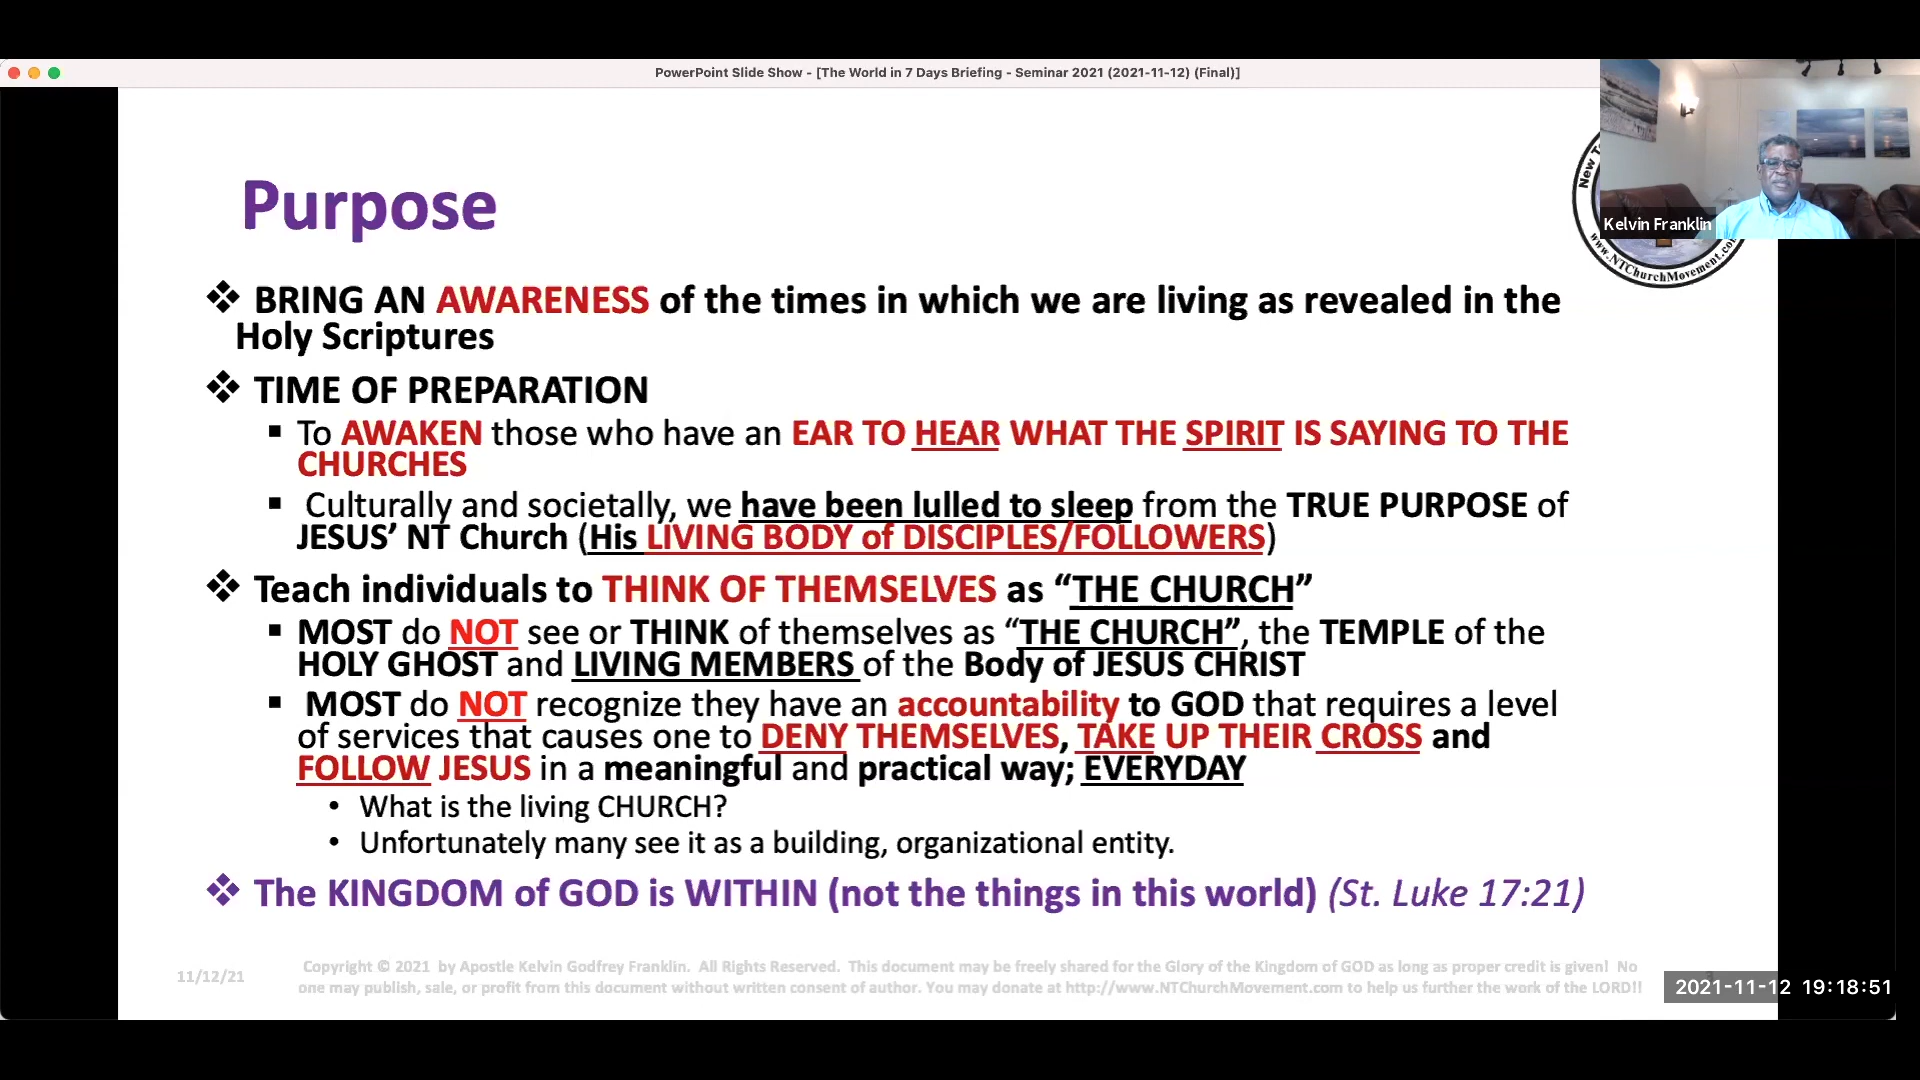 PowerPoint Slide Show - [The World in 7 Days Briefing - Seminar 2021 (2021-11-12) (Final)]
Purpose
New
Kelvin Franklin
www.NTChurchMovement.com
❖ BRING AN AWARENESS of the times in which we are living as revealed in the
Holy Scriptures
❖ TIME OF PREPARATION
▪ To AWAKEN those who have an EAR TO HEAR WHAT THE SPIRIT IS SAYING TO THE
CHURCHES
▪ Culturally and societally, we have been lulled to sleep from the TRUE PURPOSE of
JESUS’ NT Church (His LIVING BODY of DISCIPLES/FOLLOWERS)
❖ Teach individuals to THINK OF THEMSELVES as “THE CHURCH”
▪ MOST do NOT see or THINK of themselves as “THE CHURCH”, the TEMPLE of the
HOLY GHOST and LIVING MEMBERS of the Body of JESUS CHRIST
▪ MOST do NOT recognize they have an accountability to GOD that requires a level
of services that causes one to DENY THEMSELVES, TAKE UP THEIR CROSS and
FOLLOW JESUS in a meaningful and practical way; EVERYDAY
• What is the living CHURCH?
• Unfortunately many see it as a building, organizational entity.
❖ The KINGDOM of GOD is WITHIN (not the things in this world) (St. Luke 17:21)
11/12/21
Copyright © 2021 by Apostle Kelvin Godfrey Franklin. All Rights Reserved. This document may be freely shared for the Glory of the Kingdom of GOD as long as proper credit is given! No
one may publish, sale, or profit from this document without written consent of author. You may donate at http://www.NTChurchMovement.com to help us further the work of the LORD!!
2021-11-12 19:18:51